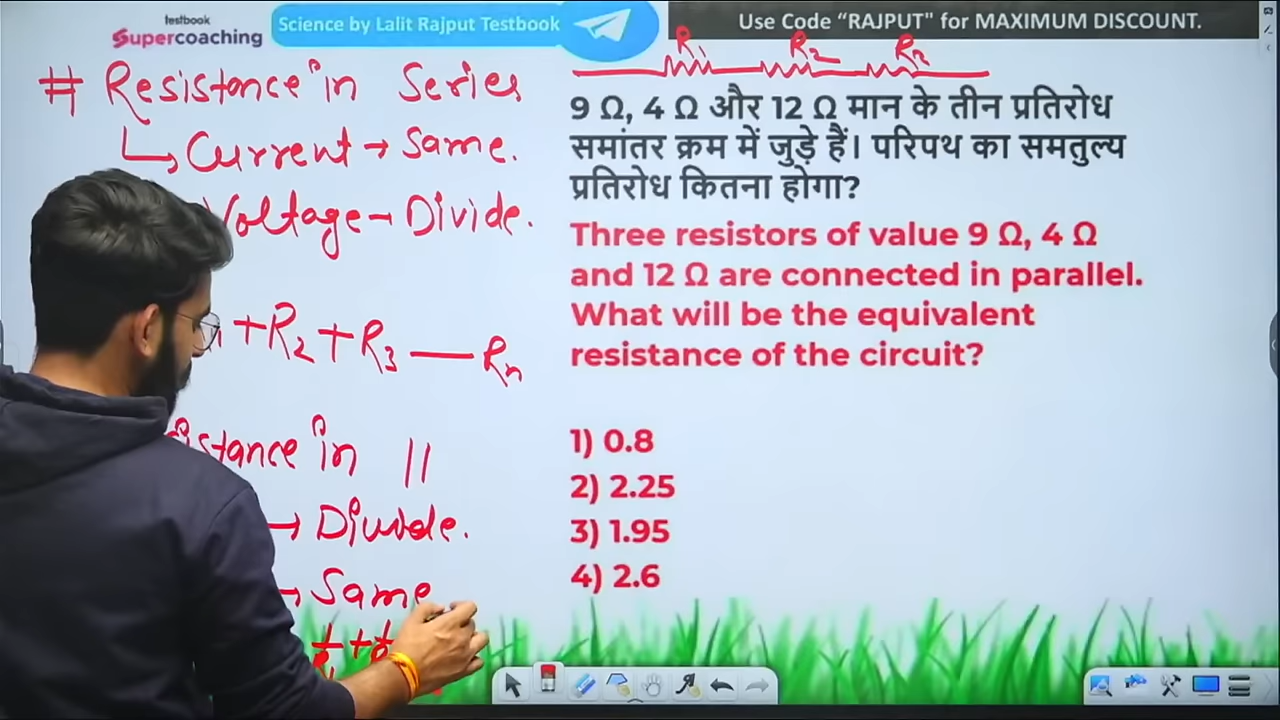 testbook
Supercoaching
Science by Lalit Rajput Testbook
Use Code “RAJPUT" for MAXIMUM DISCOUNT.
R1 R2 R2
# Resistance in Series
Current → Same.
Voltage → Divide.
+R2 +R3 — Rn
in ||
→ Divide.
→ Same
9 Ω, 4 Ω और 12 Ω मान के तीन प्रतिरोध
समांतर क्रम में जुड़े हैं। परिपथ का समतुल्य
प्रतिरोध कितना होगा?
Three resistors of value 9 Ω, 4 Ω
and 12 Ω are connected in parallel.
What will be the equivalent
resistance of the circuit?
1) 0.8
2) 2.25
3) 1.95
4) 2.6